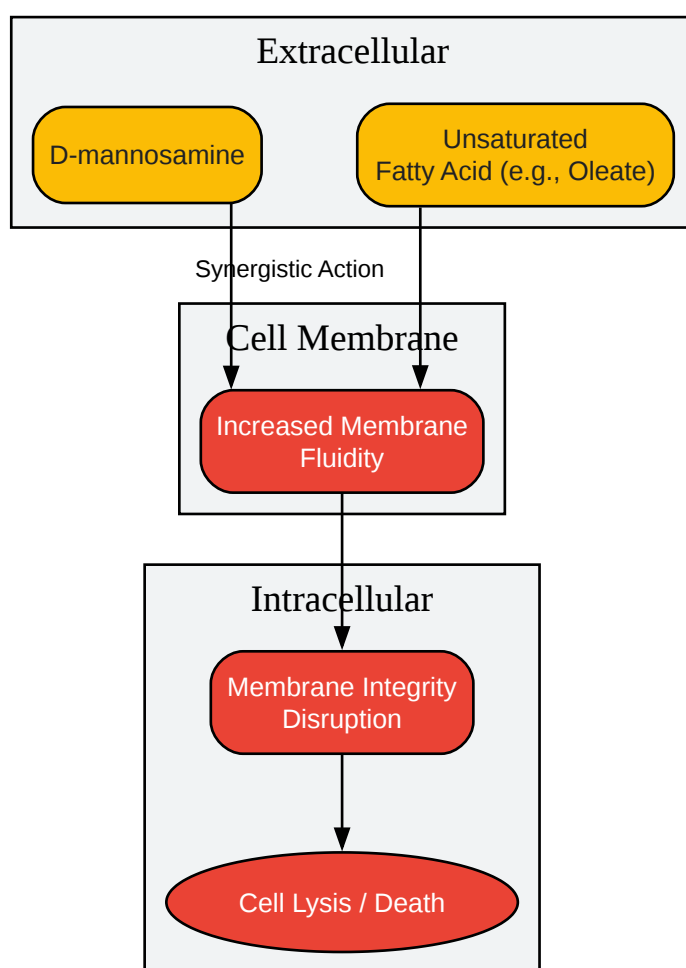 Extracellular
D-mannosamine
Unsaturated
Fatty Acid (e.g., Oleate)
Synergistic Action
Cell Membrane
Increased Membrane
Fluidity
Intracellular
Membrane Integrity
Disruption
Cell Lysis / Death